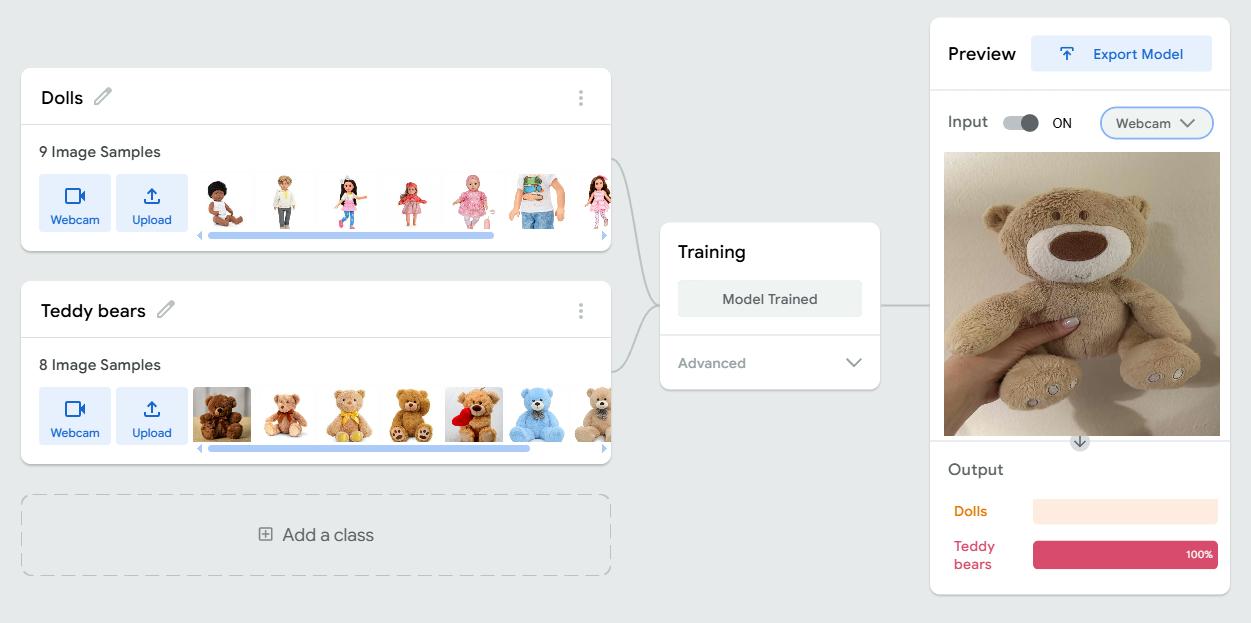 Dolls
9 Image Samples
Webcam
Upload
Teddy bears
8 Image Samples
Webcam
Upload
Add a class
Training
Model Trained
Advanced
Preview
Export Model
Input
ON
Webcam
Output
Dolls
Teddy
bears
100%